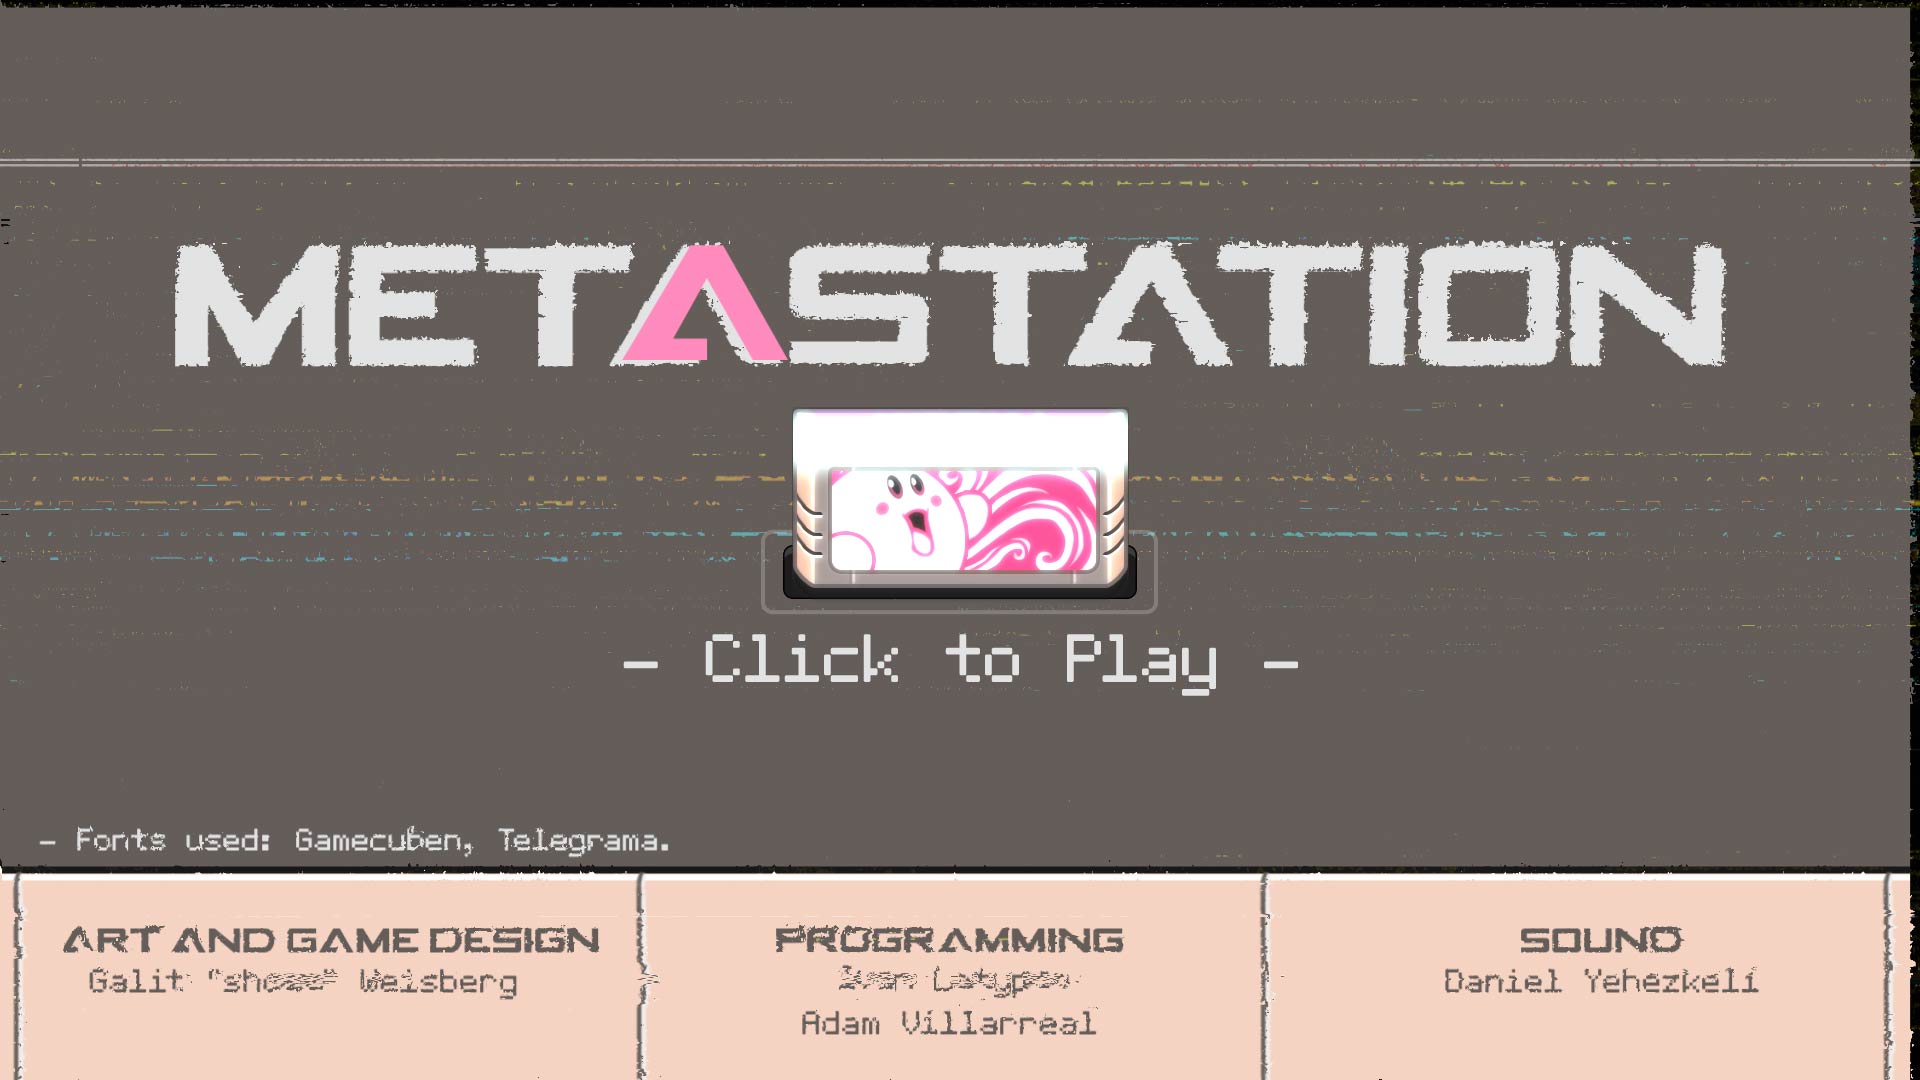 METASTATION
- Click to Play -
- Fonts used: Gamecuben, Telegrama.
ART AND GAME DESIGN
Galit Weisberg
PROGRAMMING
Adam Villarreal
SOUND
Daniel Yehezkeli